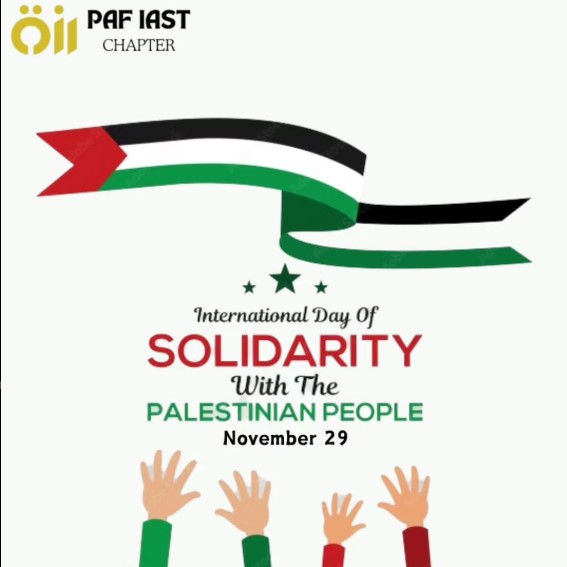 PAF IAST
CHAPTER
International Day Of
SOLIDARITY
With The
PALESTINIAN PEOPLE
November 29